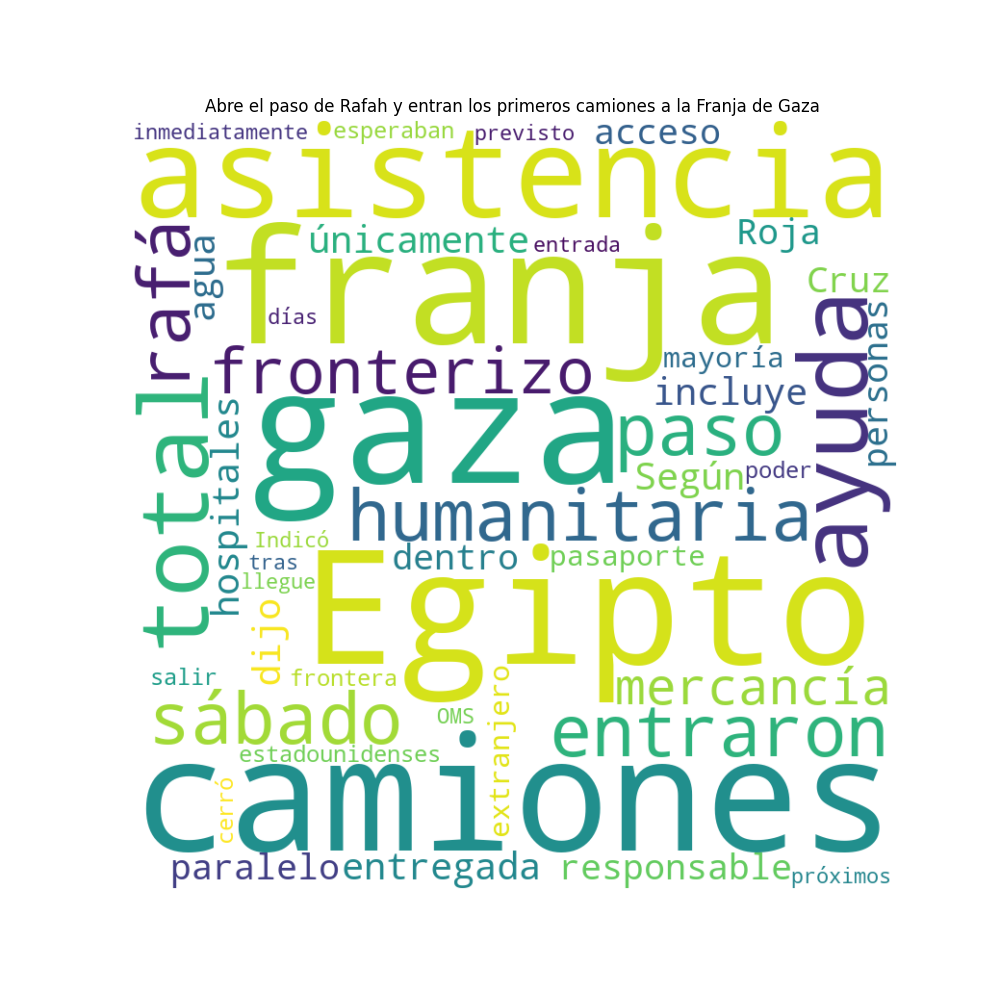 Abre el paso de Rafah y entran los primeros camiones a la Franja de Gaza
inmediatamente
esperaban
previsto
acceso
asistencia
rafá
agua
únicamente
entrada
Roja
franja
Cruz
días
ayuda
personas
fronterizo
mayoría
incluye
total
hospitales
gaza
paso
Según
poder
humanitaria
Indicó
tras
dentro
pasaporte
llegue
Egipto
dijo
salir
frontera
extranjero
mercancía
sábado
OMS
entraron
estadounidenses
cerró
camiones
paralelo
entregada
responsable
próximos